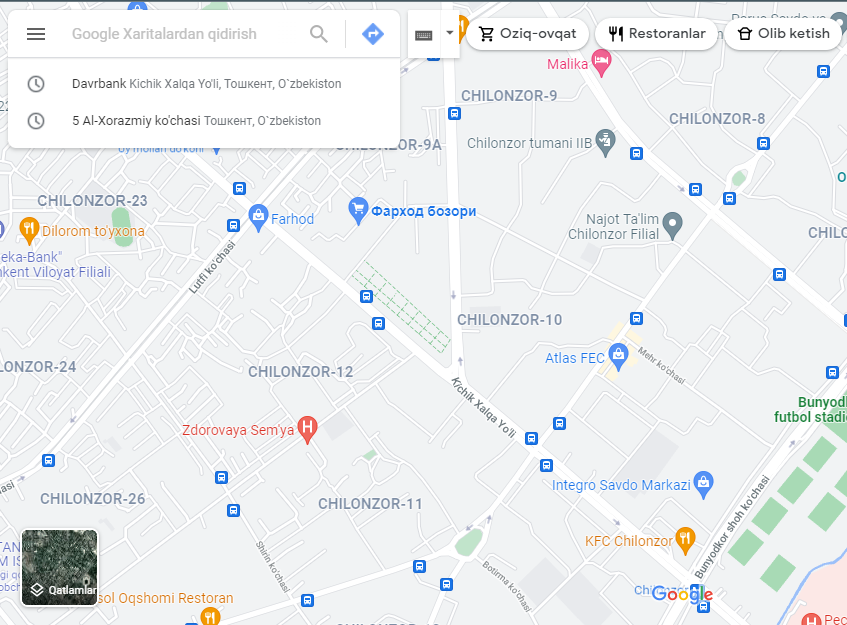 Google Xaritalardan qidirish
Oziq-ovqat
Restoranlar
Olib ketish
Davrbank Kichik Xalqa Yo'li, Тошкент, O`zbekiston
5 Al-Xorazmiy ko'chasi Тошкент, O`zbekiston
Malika
CHILONZOR-9
CHILONZOR-8
Chilonzor tumani IIB
CHILONZOR-23
Farhod
Фарход бозори
Dilorom to'yxona
Najot Ta'lim
Chilonzor Filial
eka-Bank"
kent Viloyat Filiali
Lutfi ko'chasi
CHILONZOR-10
Atlas FEC
Mehr ko'chasi
LONZOR-24
CHILONZOR-12
Kichik Xalqa Yo'li
Bunyodk
futbol stadi
Zdorovaya Sem'ya
CHILONZOR-26
CHILONZOR-11
Integro Savdo Markazi
Bunyodkor shoh ko'chasi
KFC Chilonzor
Shirin ko'chasi
Botirma ko'chasi
Qatlamlar
sol Oqshomi Restoran
Google